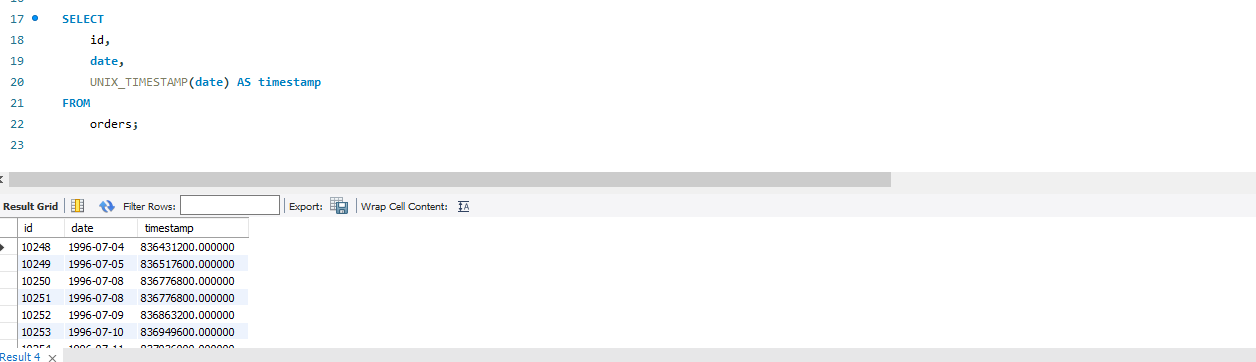 17 SELECT
18 id,
19 date,
20 UNIX_TIMESTAMP(date) AS timestamp
21 FROM
22 orders;
23
Result Grid Filter Rows: Export: Wrap Cell Content: IA
id date timestamp
10248 1996-07-04 836431200.000000
10249 1996-07-05 836517600.000000
10250 1996-07-08 836776800.000000
10251 1996-07-08 836776800.000000
10252 1996-07-09 836863200.000000
10253 1996-07-10 836949600.000000
Result 4 ×